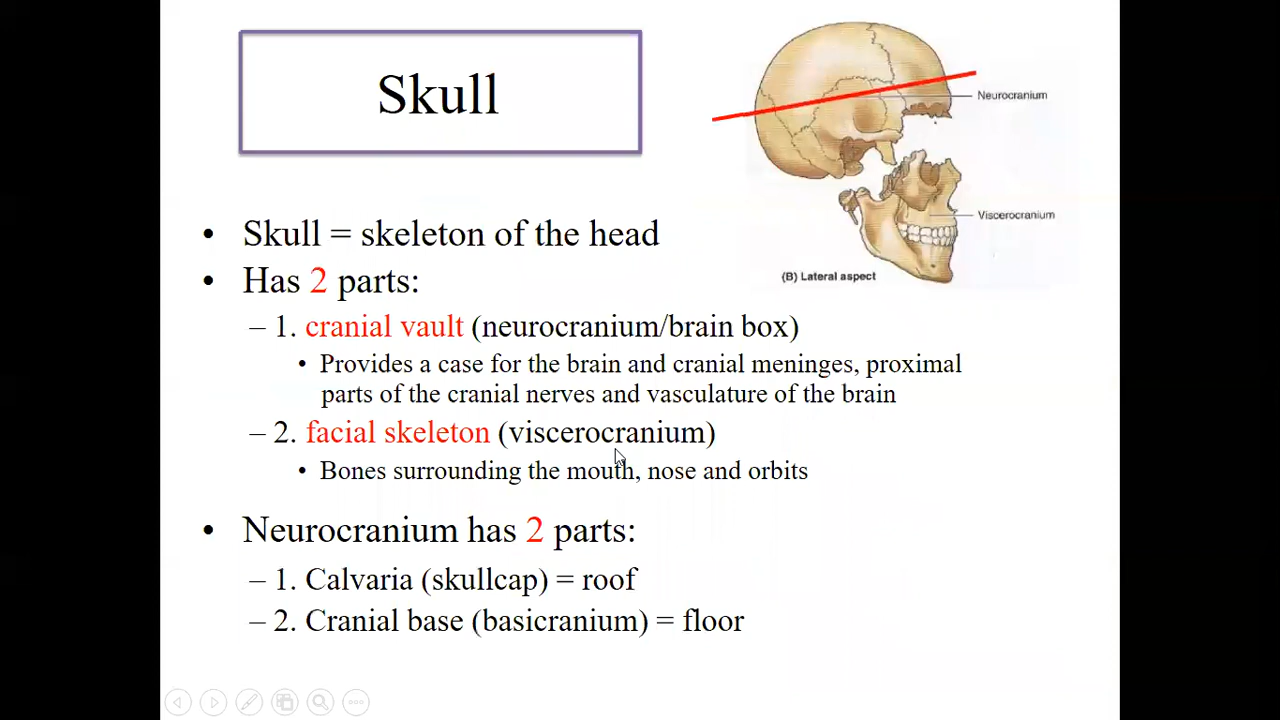 Skull
Neurocranium
Viscerocranium
(B) Lateral aspect
• Skull = skeleton of the head
• Has 2 parts:
– 1. cranial vault (neurocranium/brain box)
• Provides a case for the brain and cranial meninges, proximal
parts of the cranial nerves and vasculature of the brain
– 2. facial skeleton (viscerocranium)
• Bones surrounding the mouth, nose and orbits
• Neurocranium has 2 parts:
– 1. Calvaria (skullcap) = roof
– 2. Cranial base (basicranium) = floor